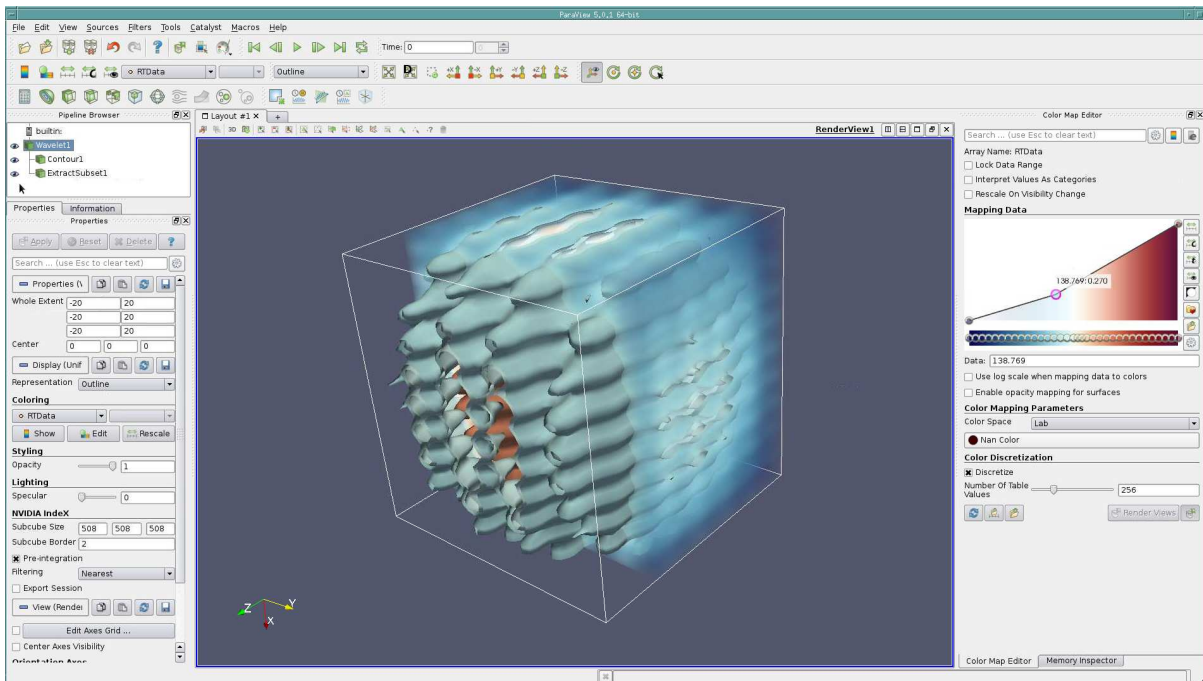 ParaView 5.0.1 64-bit
File Edit View Sources Filters Tools Catalyst Macros Help
Time: 0 0
RTData Outline +X -X +Y -Y +Z -Z
Pipeline Browser
builtin:
Wavelet1
Contour1
ExtractSubset1
Properties Information
Properties
Apply Reset Delete ?
Search ... (use Esc to clear text)
Properties (\
Whole Extent -20 20
-20 20
-20 20
Center 0 0 0
Display (Unif
Representation Outline
Coloring
RTData
Show Edit Rescale
Styling
Opacity 1
Lighting
Specular 0
NVIDIA IndeX
Subcube Size 508 508 508
Subcube Border 2
Pre-integration
Filtering Nearest
Export Session
View (Render
Edit Axes Grid ...
Center Axes Visibility
Orientation Axes
Layout #1 × +
3D RenderView1
Z Y
X
Color Map Editor
Search ... (use Esc to clear text)
Array Name: RTData
Lock Data Range
Interpret Values As Categories
Rescale On Visibility Change
Mapping Data
138.769; 0.270
Data: 138.769
Use log scale when mapping data to colors
Enable opacity mapping for surfaces
Color Mapping Parameters
Color Space Lab
Nan Color
Color Discretization
Discretize
Number Of Table
Values 256
Render Views
Color Map Editor Memory Inspector